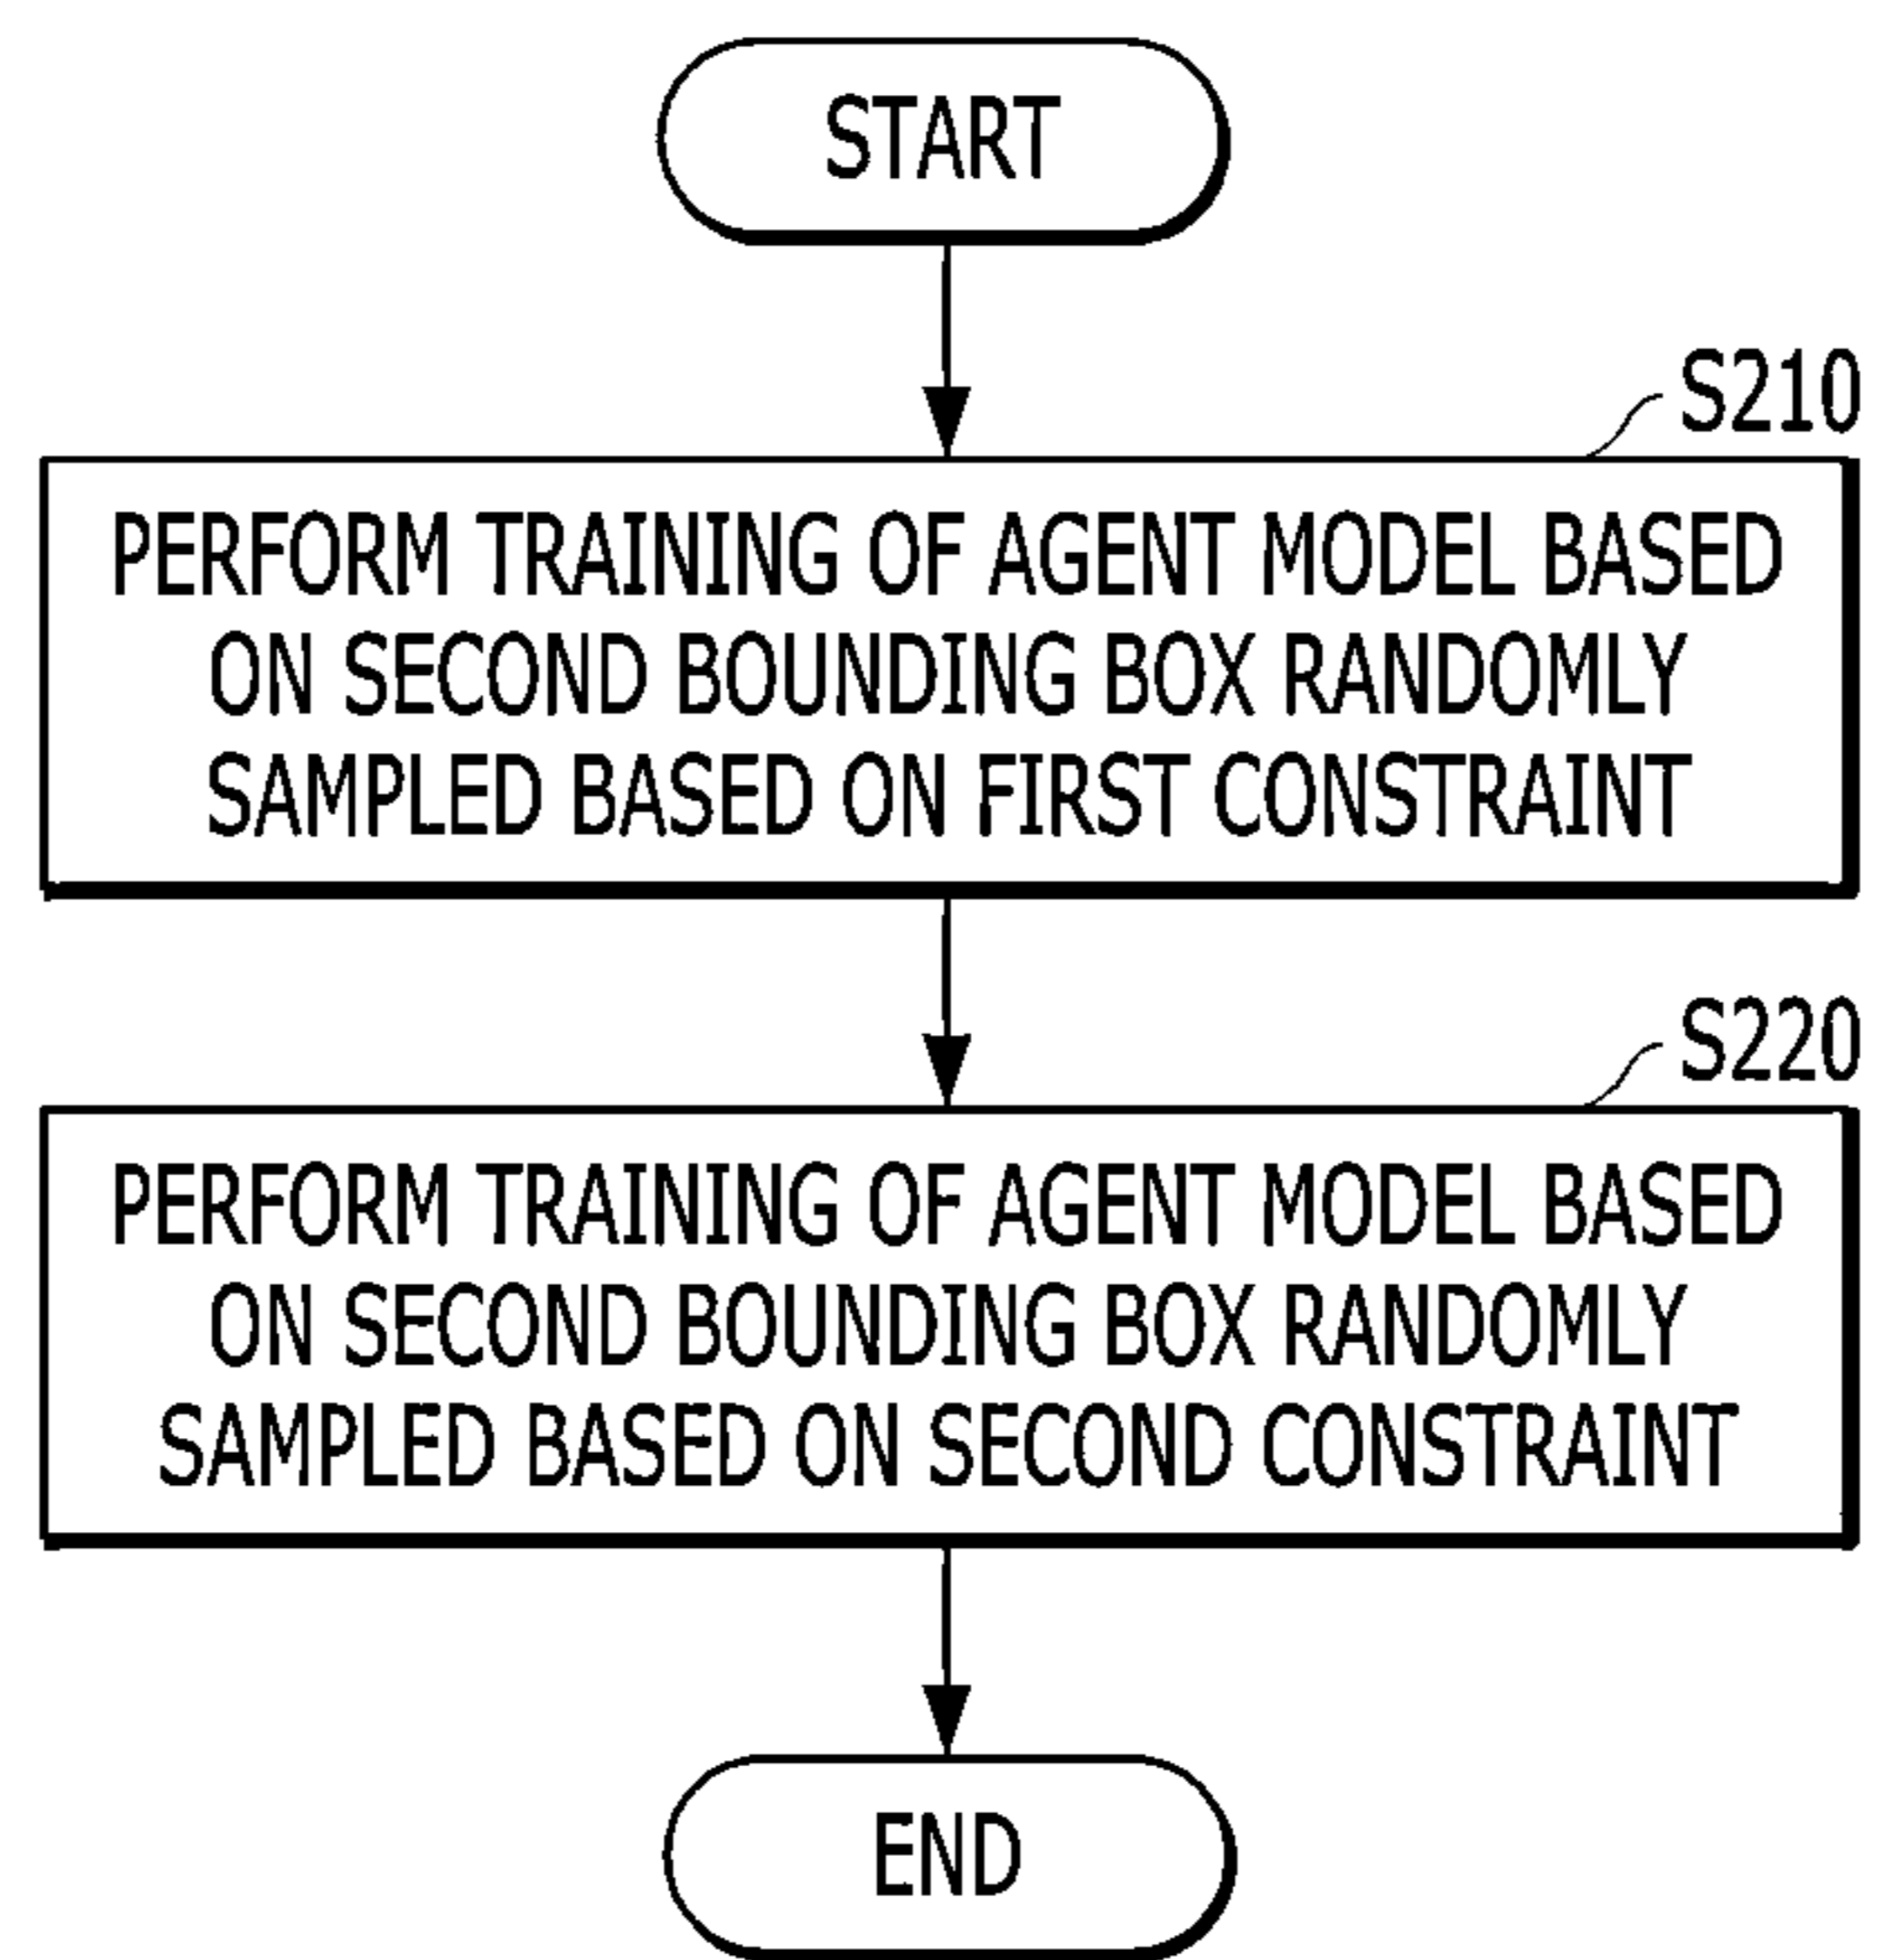 START
S210
PERFORM TRAINING OF AGENT MODEL BASED
ON SECOND BOUNDING BOX RANDOMLY
SAMPLED BASED ON FIRST CONSTRAINT
S220
PERFORM TRAINING OF AGENT MODEL BASED
ON SECOND BOUNDING BOX RANDOMLY
SAMPLED BASED ON SECOND CONSTRAINT
END